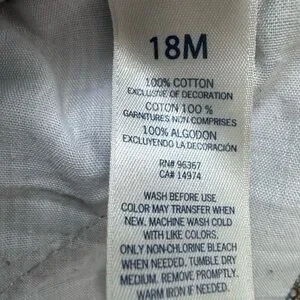 18M
100% COTTON
EXCLUSIVE OF DECORATION
COTON 100 %
GARNITURES NON COMPRISES
100% ALGODON
EXCLUYENDO LA DECORACIÓN
RN# 96367
CA# 14974
WASH BEFORE USE
COLOR MAY TRANSFER WHEN
NEW. MACHINE WASH COLD
WITH LIKE COLORS.
ONLY NON-CHLORINE BLEACH
WHEN NEEDED. TUMBLE DRY
MEDIUM. REMOVE PROMPTLY.
WARM IRON IF NEEDED.